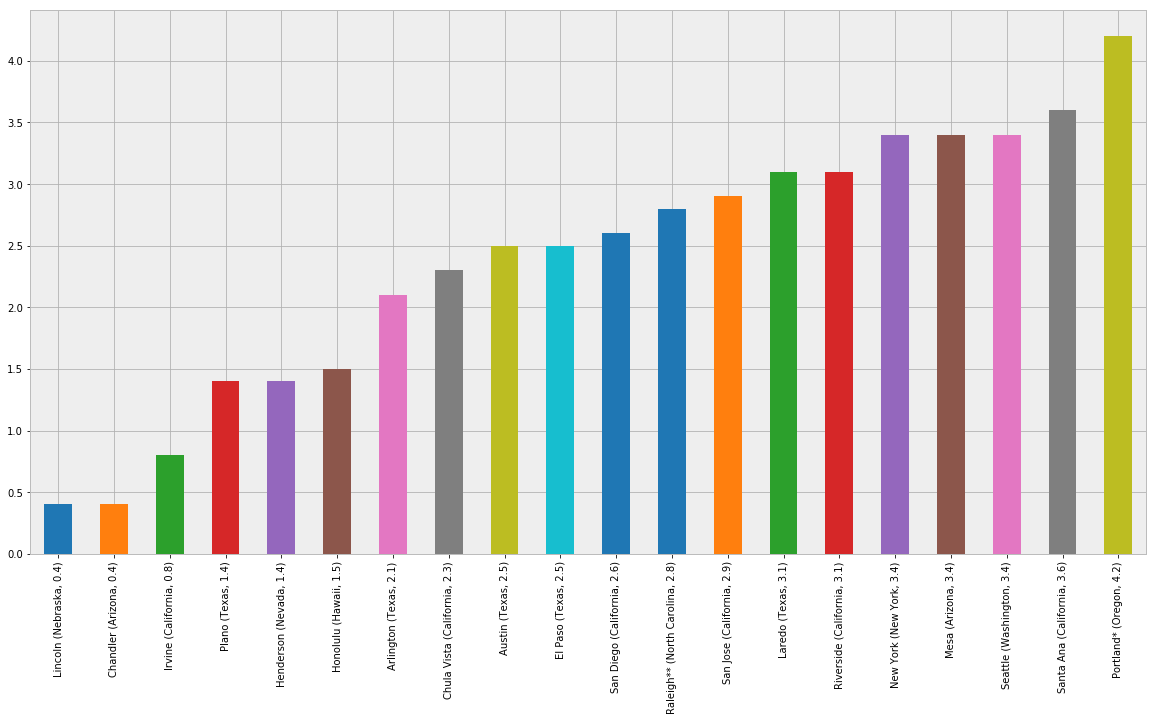 4.0
3.5
3.0
2.5
2.0
1.5
1.0
0.5
0.0
Lincoln (Nebraska, 0.4)
Chandler (Arizona, 0.4)
Irvine (California, 0.8)
Plano (Texas, 1.4)
Henderson (Nevada, 1.4)
Honolulu (Hawaii, 1.5)
Arlington (Texas, 2.1)
Chula Vista (California, 2.3)
Austin (Texas, 2.5)
El Paso (Texas, 2.5)
San Diego (California, 2.6)
Raleigh** (North Carolina, 2.8)
San Jose (California, 2.9)
Laredo (Texas, 3.1)
Riverside (California, 3.1)
New York (New York, 3.4)
Mesa (Arizona, 3.4)
Seattle (Washington, 3.4)
Santa Ana (California, 3.6)
Portland* (Oregon, 4.2)